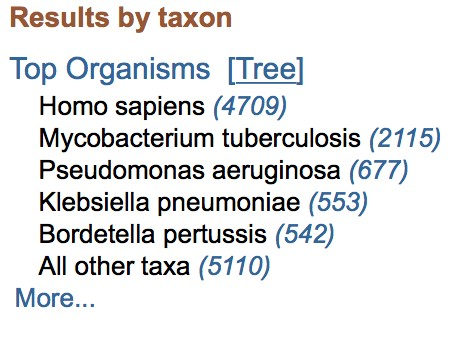 Results by taxon
Top Organisms [Tree]
Homo sapiens (4709)
Mycobacterium tuberculosis (2115)
Pseudomonas aeruginosa (677)
Klebsiella pneumoniae (553)
Bordetella pertussis (542)
All other taxa (5110)
More...